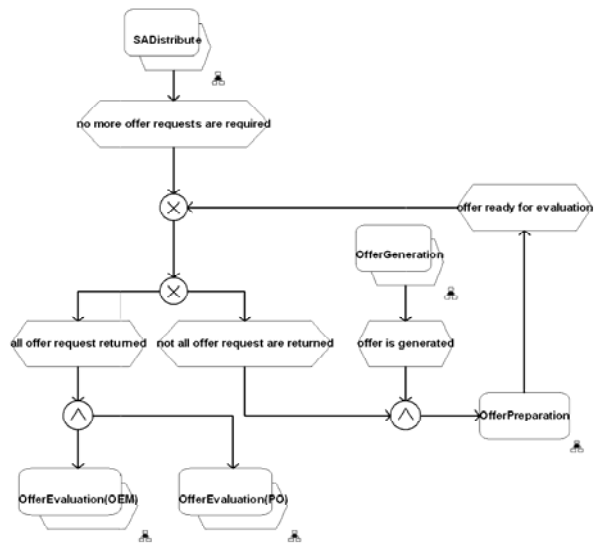 SADistribute
no more offer requests are required
offer ready for evaluation
OfferGeneration
all offer request returned
not all offer request are returned
offer is generated
OfferPreparation
OfferEvaluation(OEM)
OfferEvaluation(PO)